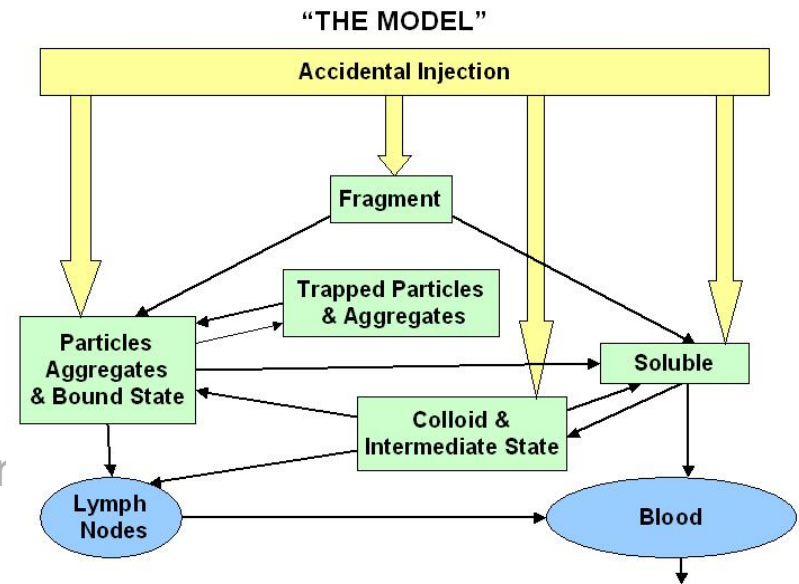 “THE MODEL”
Accidental Injection
Fragment
Trapped Particles
& Aggregates
Particles
Aggregates
& Bound State
Soluble
Colloid &
Intermediate State
Lymph
Nodes
Blood